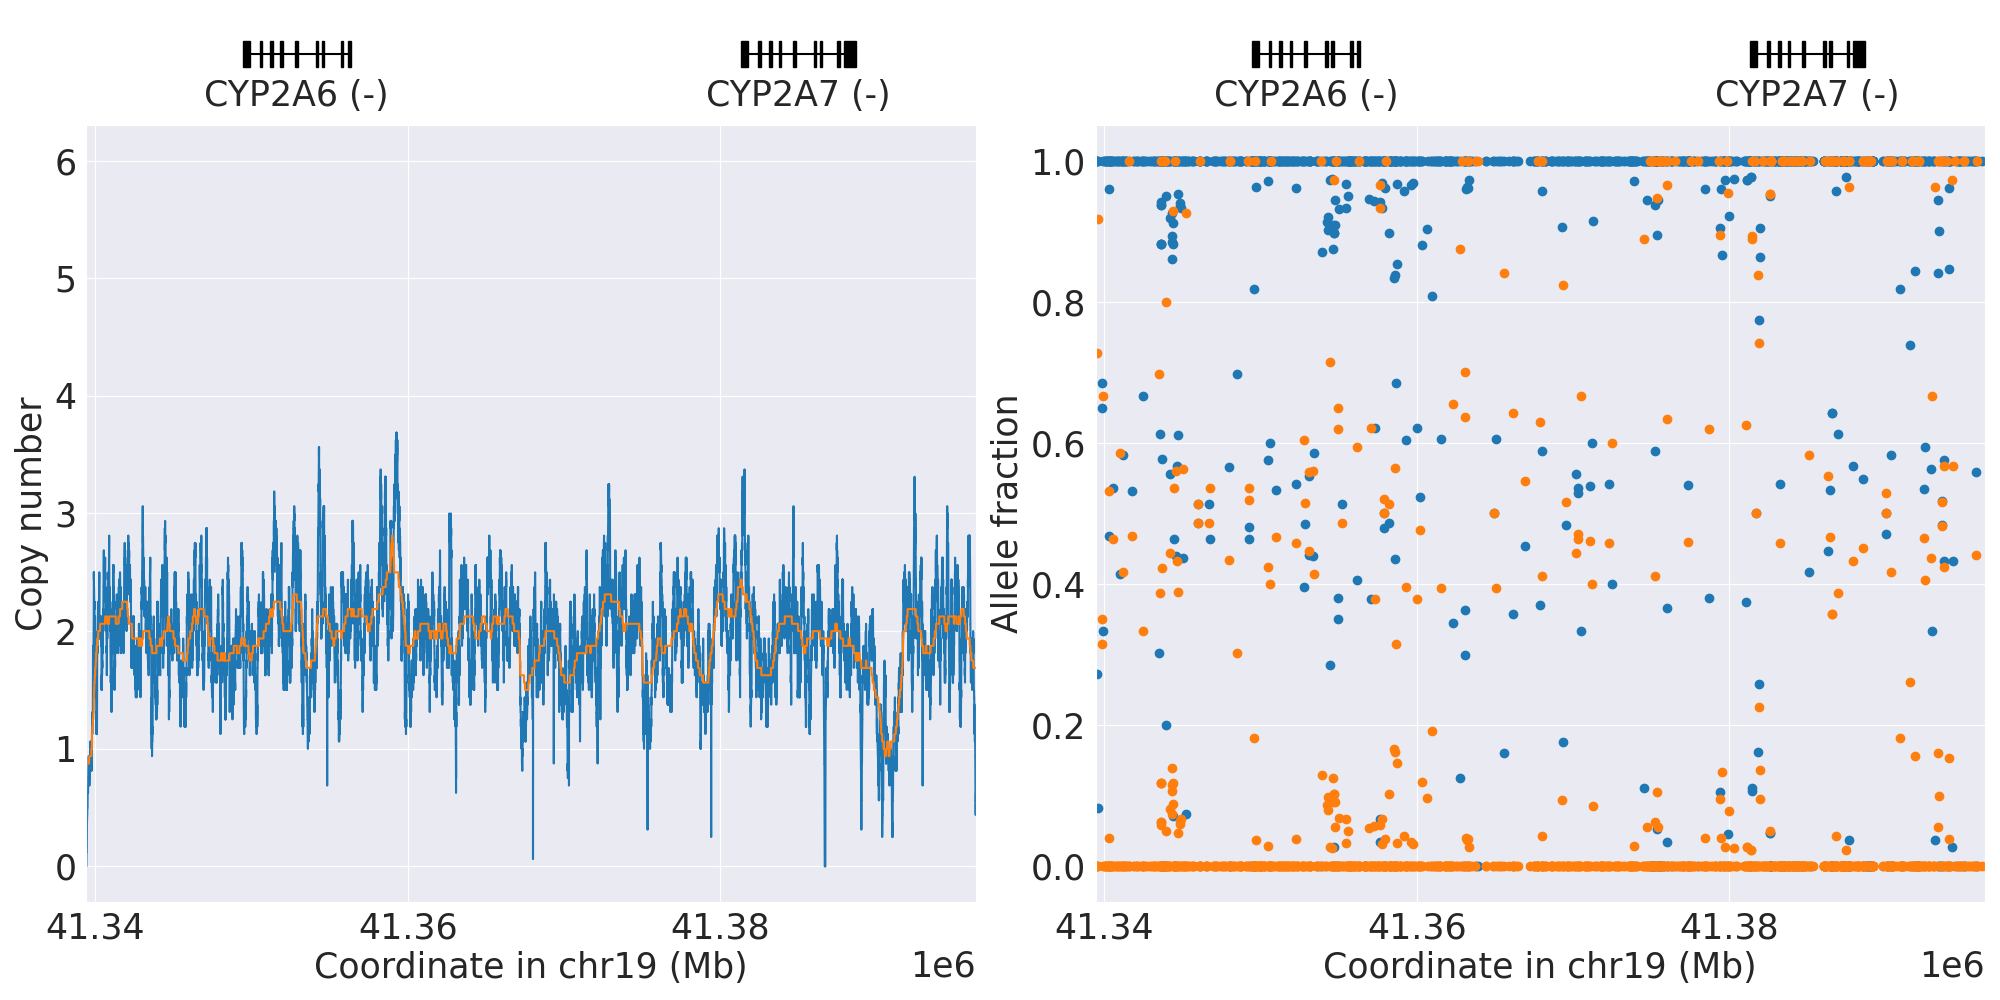 CYP2A6 (-)
CYP2A7 (-)
6
5
4
3
2
1
0
Copy number
41.34
41.36
41.38
Coordinate in chr19 (Mb)
1e6
CYP2A6 (-)
CYP2A7 (-)
1.0
0.8
0.6
0.4
0.2
0.0
Allele fraction
41.34
41.36
41.38
Coordinate in chr19 (Mb)
1e6